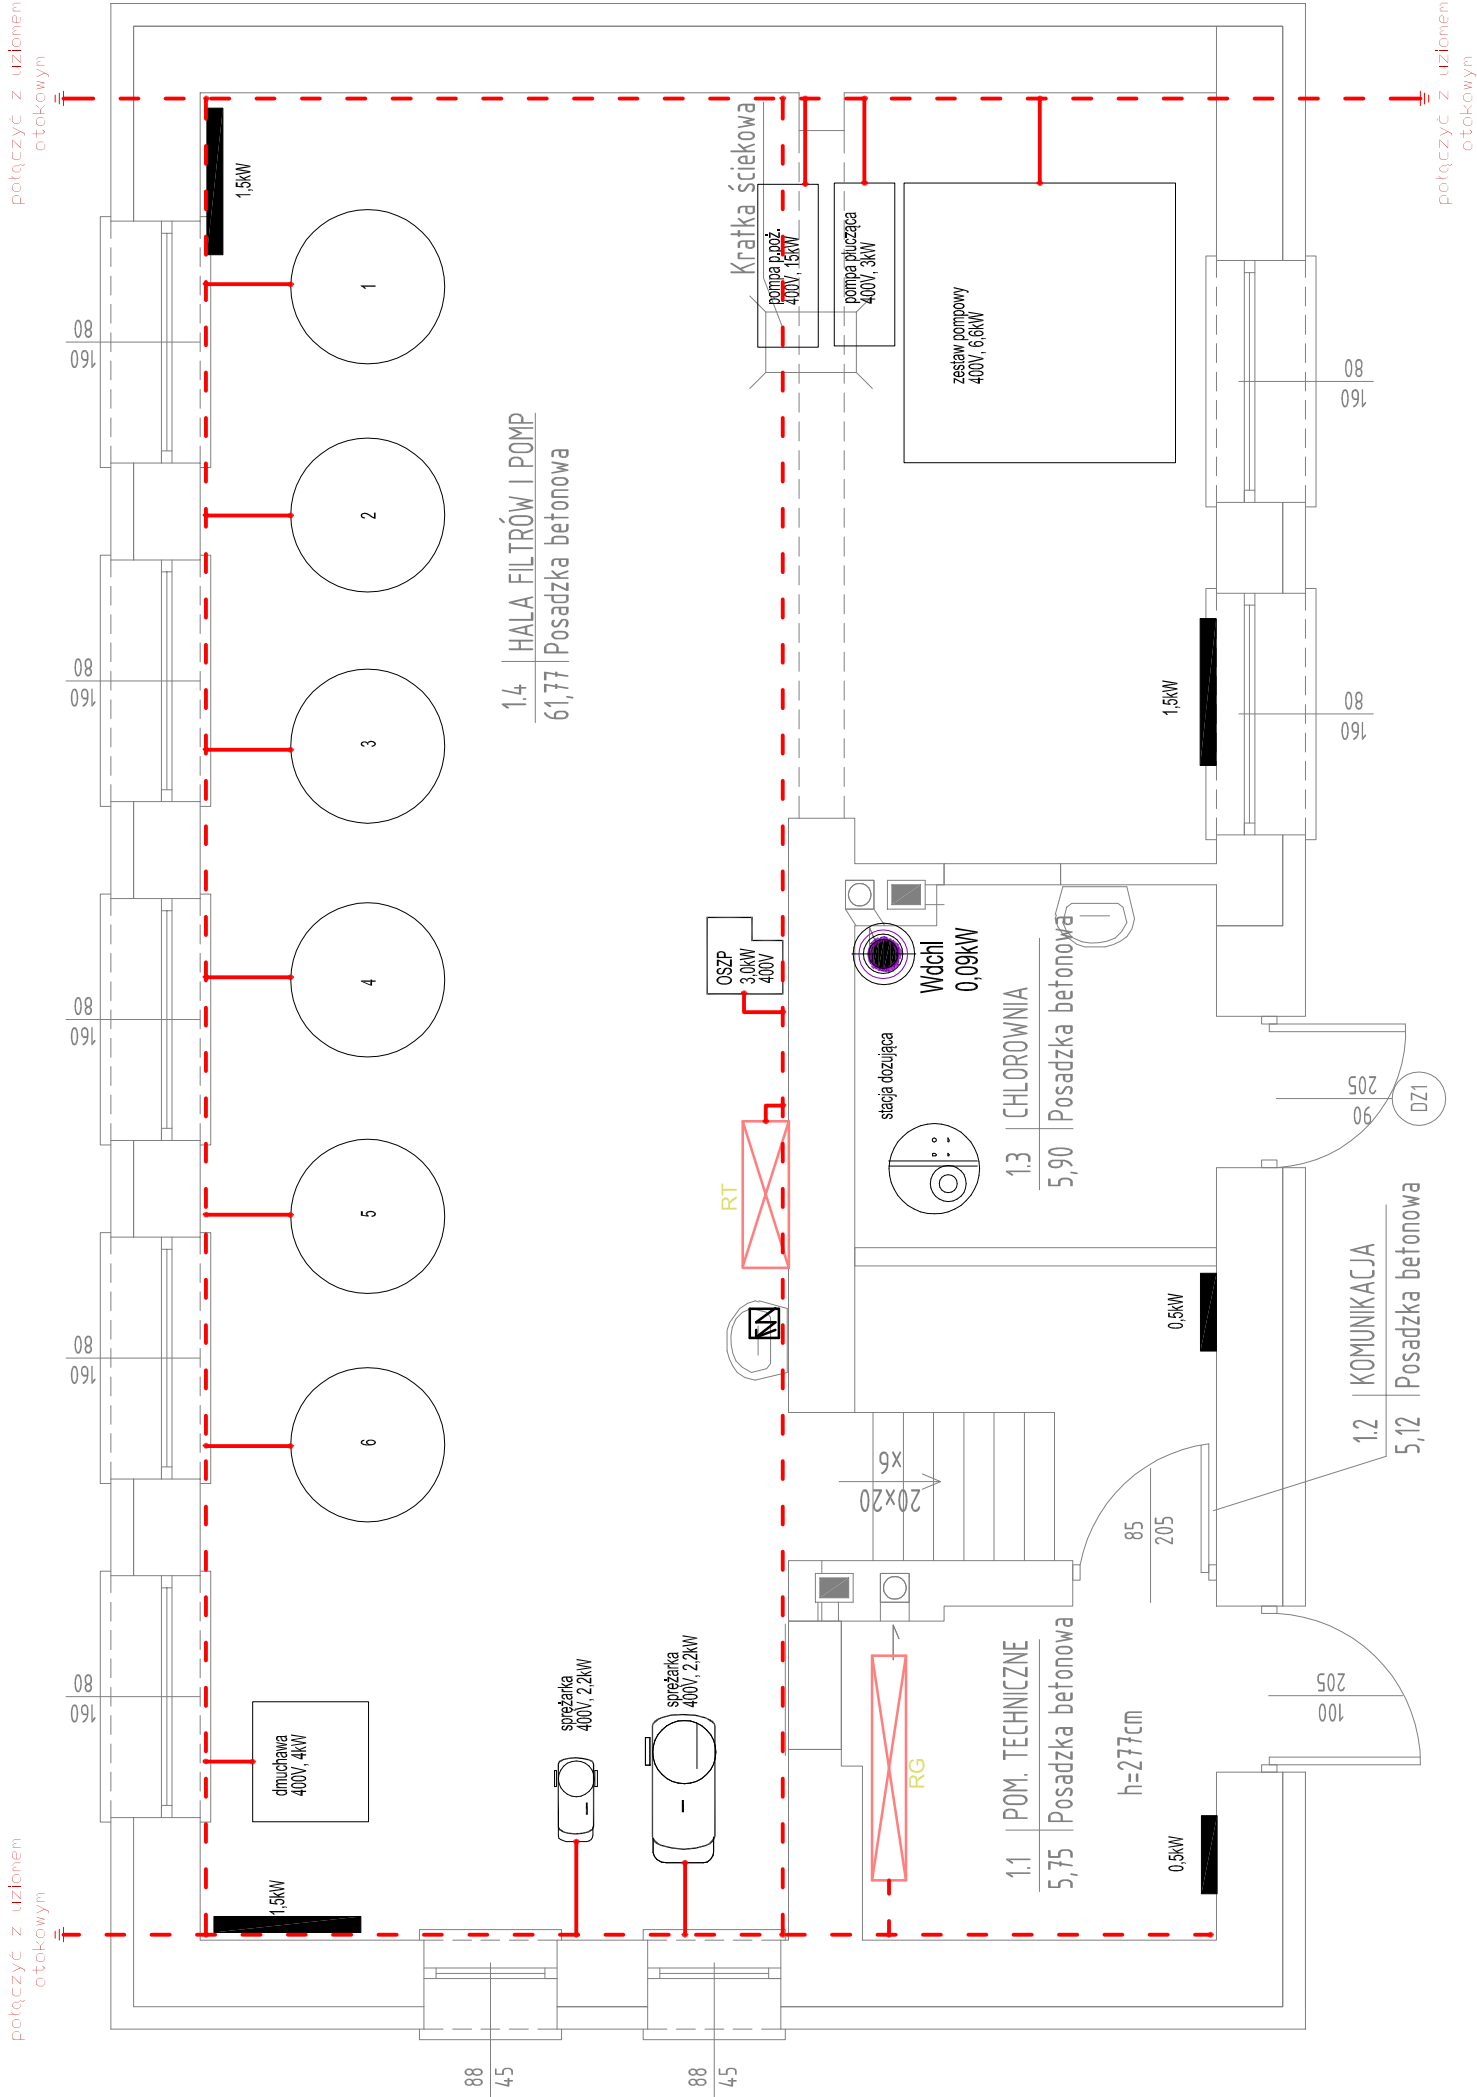 połączyć z uziomem
otokowym
połączyć z uziomem
otokowym
połączyć z uziomem
otokowym
1,5kW
1
2
3
4
5
6
80
160
80
160
80
160
80
160
80
160
80
160
dmuchawa
400V, 4kW
1,5kW
sprężarka
400V, 2,2kW
sprężarka
400V, 2,2kW
88
45
88
45
1.4 HALA FILTRÓW I POMP
61,77 Posadzka betonowa
Kratka ściekowa
pompa p.poż.
400V, 15kW
pompa płucząca
400V, 3kW
zestaw pompowy
400V, 6,6kW
80
160
80
160
1,5kW
OSZP
3,0kW
400V
RT
Wdchl
0,09kW
stacja dozująca
1.3 CHLOROWNIA
5,90 Posadzka betonowa
205
90
DZ1
0,5kW
1.2 KOMUNIKACJA
5,12 Posadzka betonowa
20x20
x6
85
205
RG
1.1 POM. TECHNICZNE
5,75 Posadzka betonowa
h=277cm
205
100
0,5kW